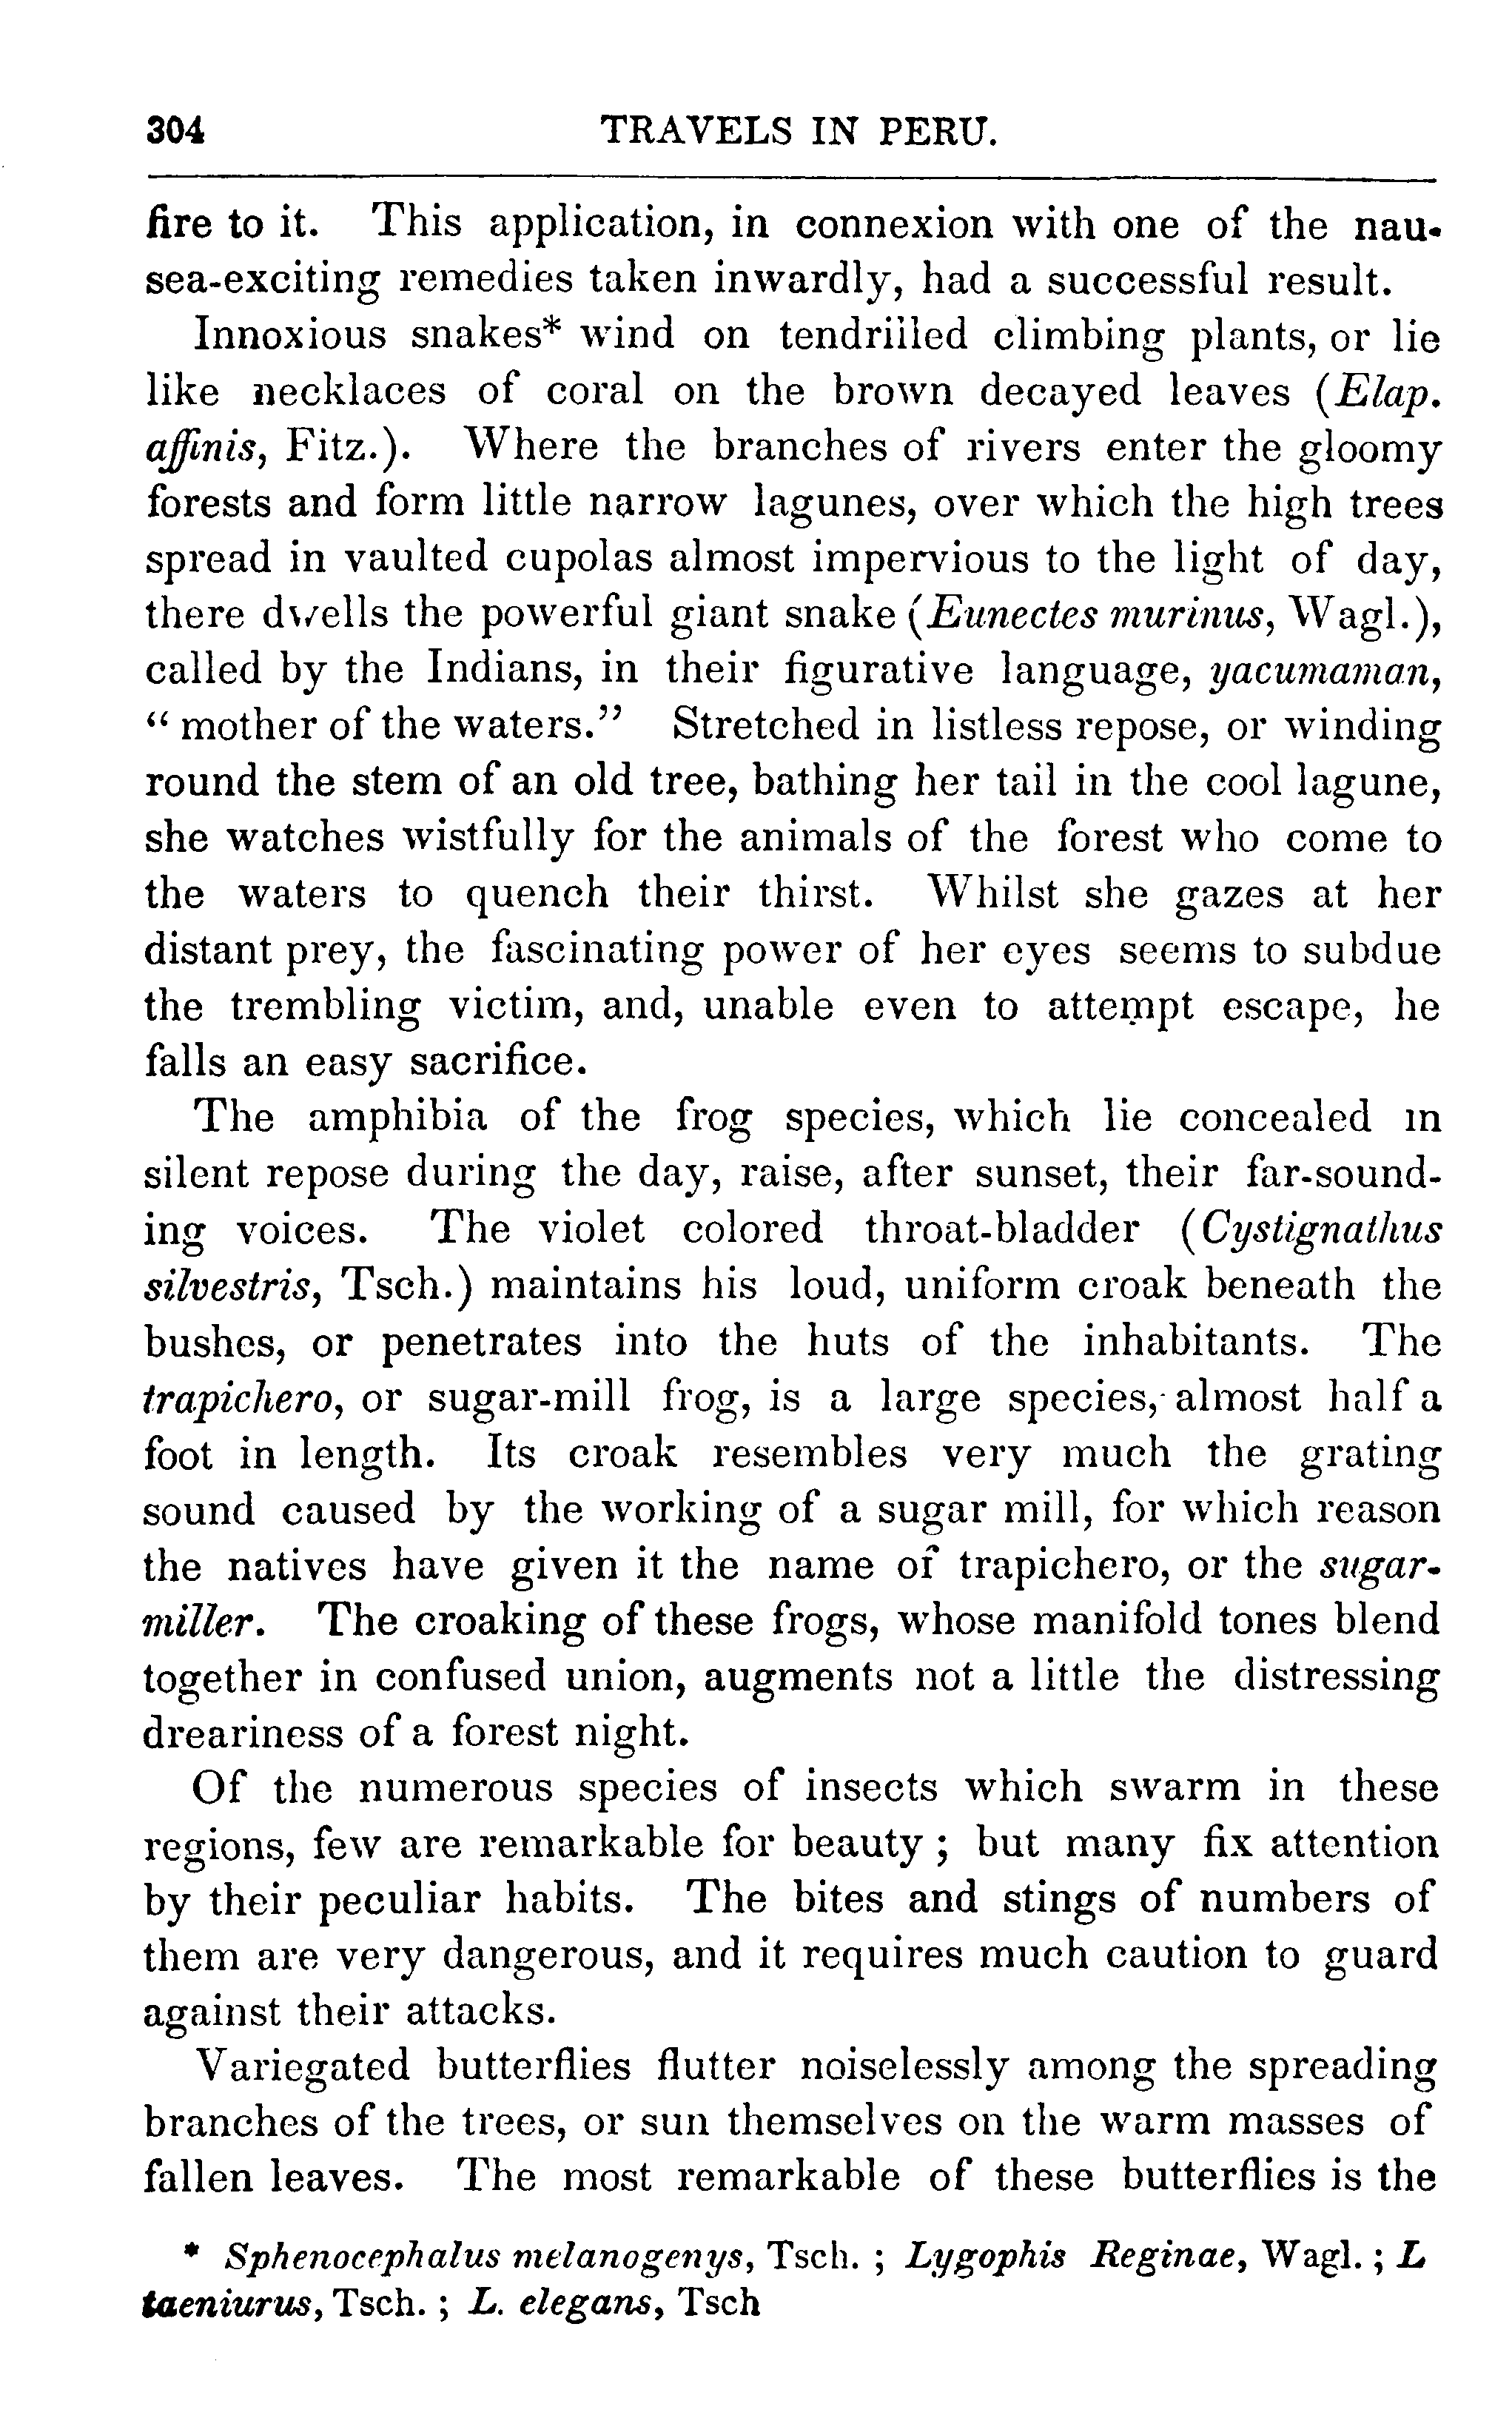 304 TRAVELS IN PERU.
fire to it. This application, in connexion with one of the nau-
sea-exciting remedies taken inwardly, had a successful result.
Innoxious snakes* wind on tendrilled climbing plants, or lie
like necklaces of coral on the brown decayed leaves (Elap.
affinis, Fitz.). Where the branches of rivers enter the gloomy
forests and form little narrow lagunes, over which the high trees
spread in vaulted cupolas almost impervious to the light of day,
there dwells the powerful giant snake (Eunectes murinus, Wagl.),
called by the Indians, in their figurative language, yacumaman,
“ mother of the waters.” Stretched in listless repose, or winding
round the stem of an old tree, bathing her tail in the cool lagune,
she watches wistfully for the animals of the forest who come to
the waters to quench their thirst. Whilst she gazes at her
distant prey, the fascinating power of her eyes seems to subdue
the trembling victim, and, unable even to attempt escape, he
falls an easy sacrifice.
The amphibia of the frog species, which lie concealed in
silent repose during the day, raise, after sunset, their far-sound-
ing voices. The violet colored throat-bladder (Cystignathus
silvestris, Tsch.) maintains his loud, uniform croak beneath the
bushes, or penetrates into the huts of the inhabitants. The
trapichero, or sugar-mill frog, is a large species, almost half a
foot in length. Its croak resembles very much the grating
sound caused by the working of a sugar mill, for which reason
the natives have given it the name of trapichero, or the sugar-
miller. The croaking of these frogs, whose manifold tones blend
together in confused union, augments not a little the distressing
dreariness of a forest night.
Of the numerous species of insects which swarm in these
regions, few are remarkable for beauty ; but many fix attention
by their peculiar habits. The bites and stings of numbers of
them are very dangerous, and it requires much caution to guard
against their attacks.
Variegated butterflies flutter noiselessly among the spreading
branches of the trees, or sun themselves on the warm masses of
fallen leaves. The most remarkable of these butterflies is the
* Sphenocephalus melanogenys, Tsch. ; Lygophis Reginae, Wagl. ; L
taeniurus, Tsch. ; L. elegans, Tsch